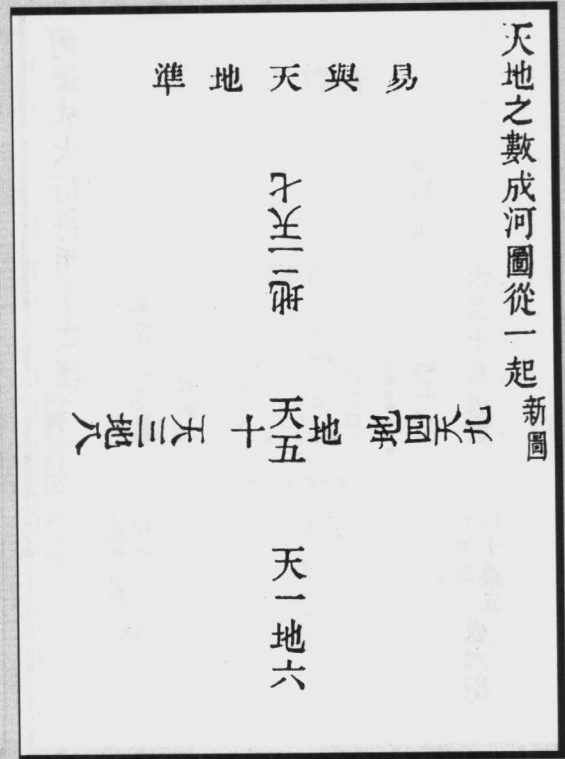 天地之數成河圖從一起 新圖
易與天地準
地二天七
地四天九
天五
地十
天三地八
天一地六